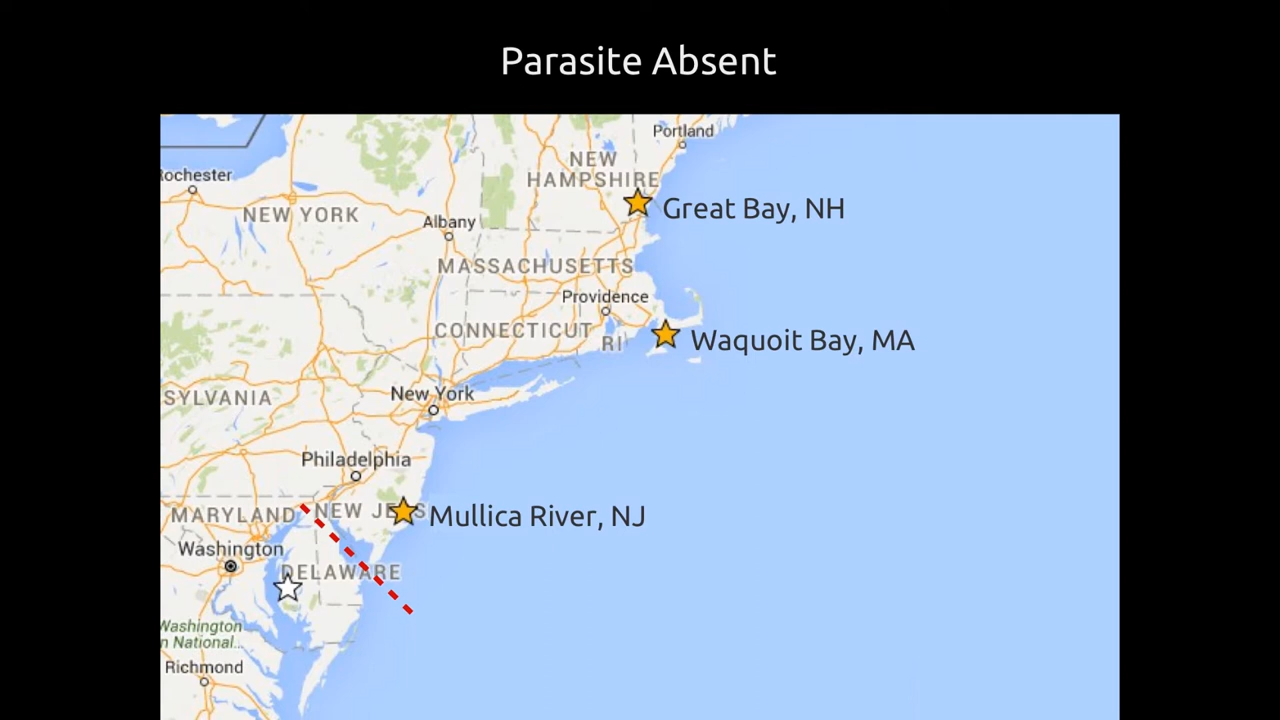 Parasite Absent
Portland
NEW
HAMPSHIRE
Rochester
Great Bay, NH
NEW YORK
Albany
MASSACHUSETTS
Providence
CONNECTICUT
RI
Waquoit Bay, MA
New York
SYLVANIA
Philadelphia
NEW JERS
Mullica River, NJ
MARYLAND
Washington
DELAWARE
Washington
n National...
Richmond